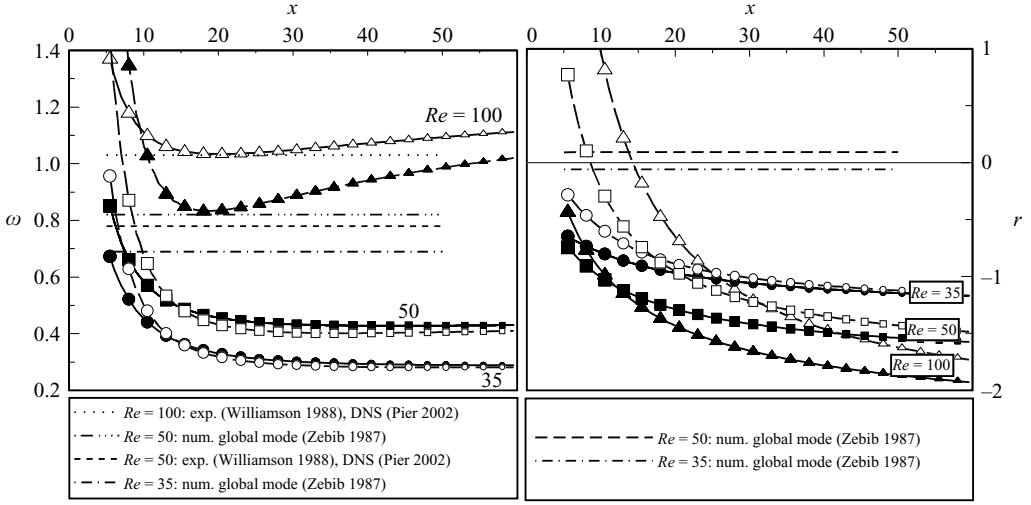 x
0 10 20 30 40 50
1.4
1.2
1.0
0.8
0.6
0.4
0.2
ω
Re = 100
50
35
x
0 10 20 30 40 50
1
0
−1
−2
r
Re = 35
Re = 50
Re = 100
Re = 100: exp. (Williamson 1988), DNS (Pier 2002)
Re = 50: num. global mode (Zebib 1987)
Re = 50: exp. (Williamson 1988), DNS (Pier 2002)
Re = 35: num. global mode (Zebib 1987)
Re = 50: num. global mode (Zebib 1987)
Re = 35: num. global mode (Zebib 1987)